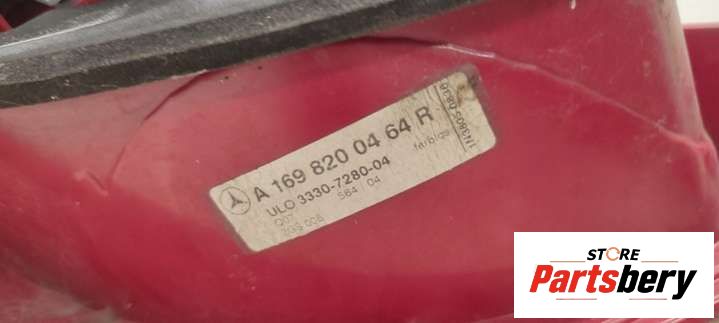 A 169 820 04 64 R
ULO 3330-7280-04
564 04
STORE
Partsbery